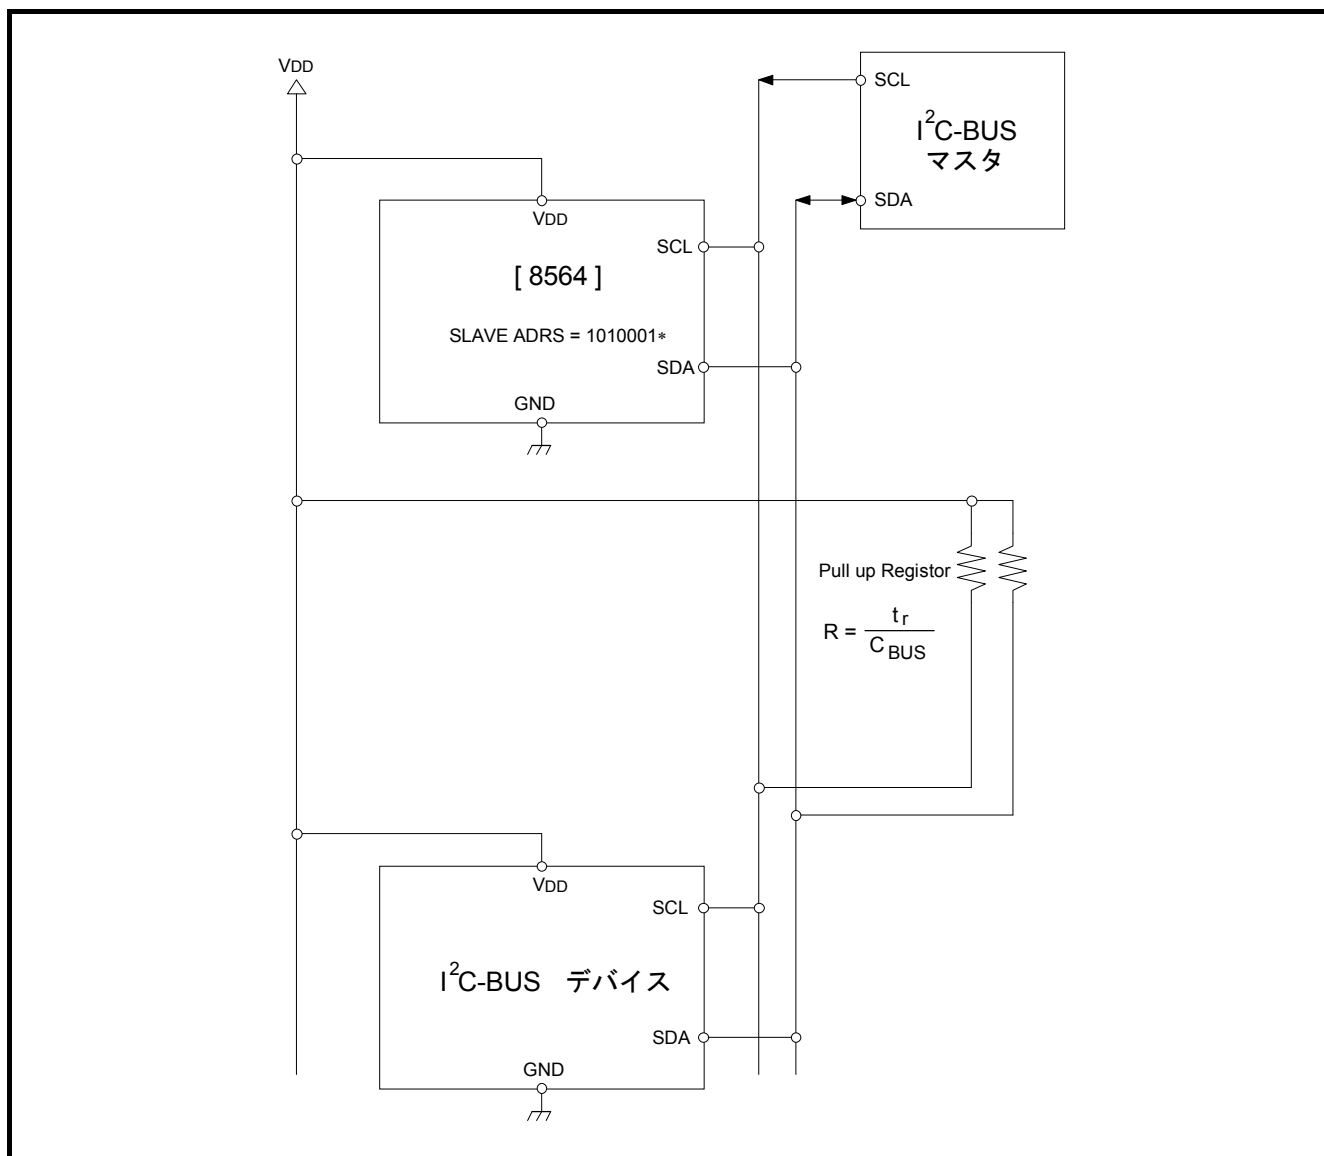 VDD
SCL
I²C-BUS
マスタ
SDA
VDD
SCL
[ 8564 ]
SLAVE ADRS = 1010001*
SDA
GND
Pull up Registor
R = tr / CBUS
VDD
SCL
I²C-BUS デバイス
SDA
GND